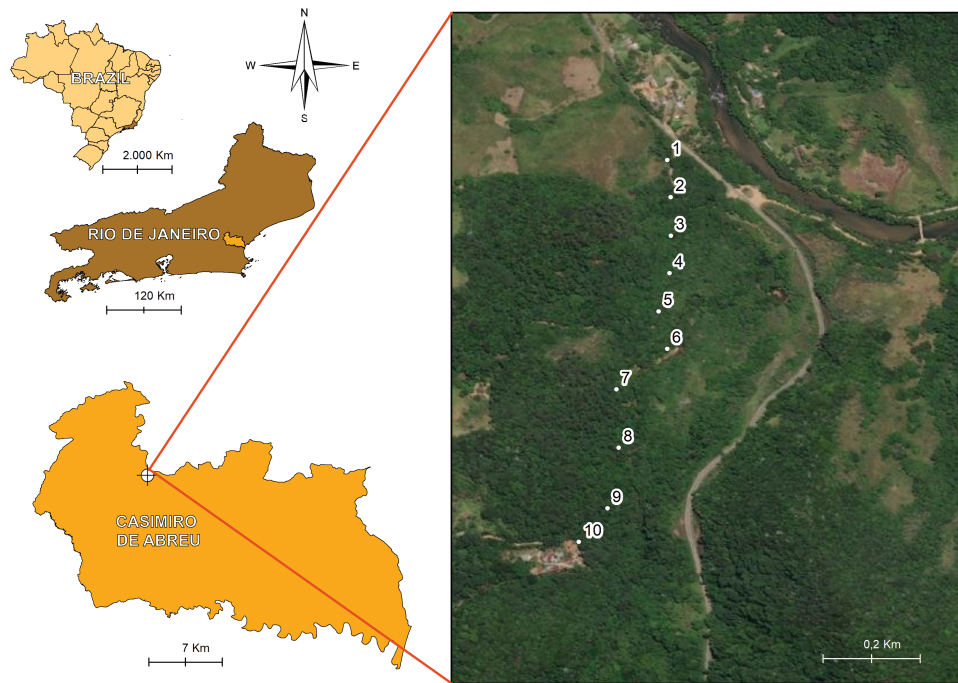 N
W
E
S
BRAZIL
2.000 Km
RIO DE JANEIRO
120 Km
CASIMIRO
DE ABREU
7 Km
1
2
3
4
5
6
7
8
9
10
0,2 Km